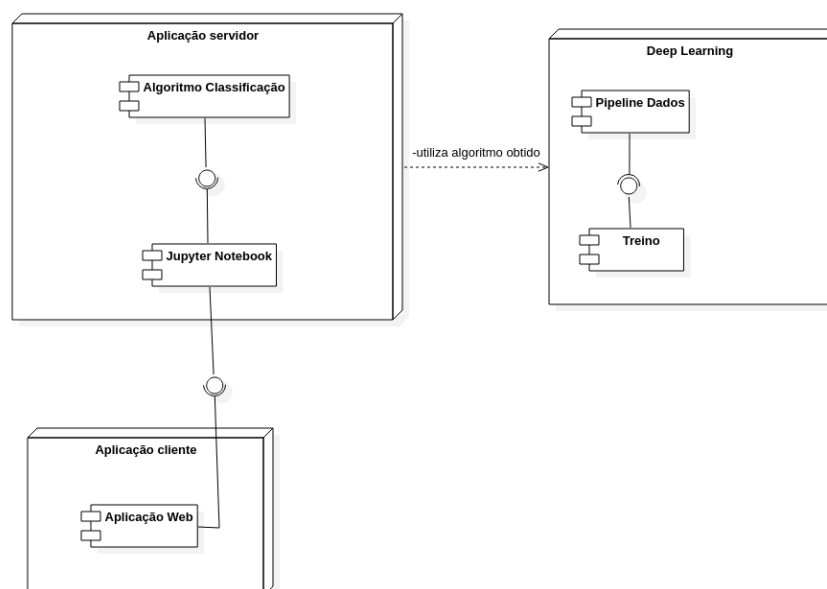 Aplicação servidor
Algoritmo Classificação
Jupyter Notebook
-utiliza algoritmo obtido
Deep Learning
Pipeline Dados
Treino
Aplicação cliente
Aplicação Web